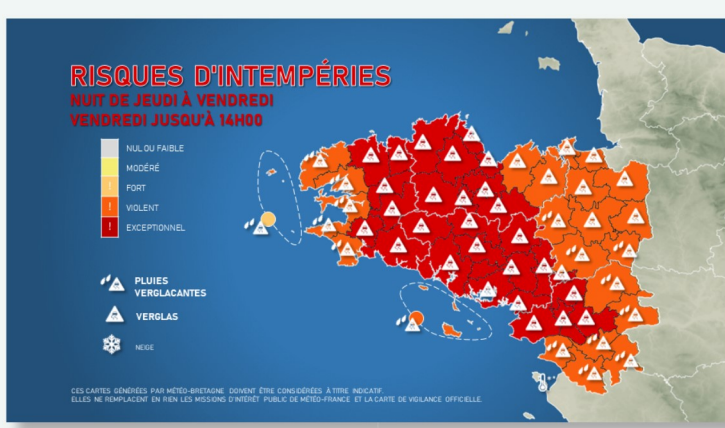 RISQUES D'INTEMPÉRIES
NUIT DE JEUDI À VENDREDI
VENDREDI JUSQU'À 14H00
NUL OU FAIBLE
MODÉRÉ
! FORT
! VIOLENT
! EXCEPTIONNEL
PLUIES
VERGLACANTES
VERGLAS
NEIGE
CES CARTES GÉNÉRÉES PAR MÉTÉO-BRETAGNE DOIVENT ÊTRE CONSIDÉRÉES À TITRE INDICATIF.
ELLES NE REMPLACENT EN RIEN LES MISSIONS D'INTÉRÊT PUBLIC DE MÉTÉO-FRANCE ET LA CARTE DE VIGILANCE OFFICIELLE.